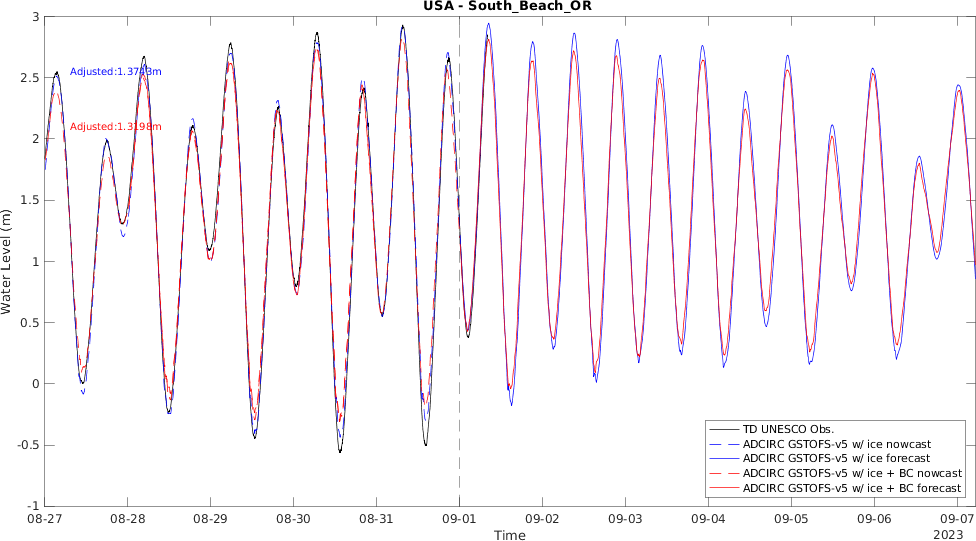 USA - South_Beach_OR
3
2.5
2
1.5
1
0.5
0
-0.5
-1
Water Level (m)
Adjusted:1.3743m
Adjusted:1.3198m
TD UNESCO Obs.
ADCIRC GSTOFS-v5 w/ ice nowcast
ADCIRC GSTOFS-v5 w/ ice forecast
ADCIRC GSTOFS-v5 w/ ice + BC nowcast
ADCIRC GSTOFS-v5 w/ ice + BC forecast
08-27 08-28 08-29 08-30 08-31 09-01 09-02 09-03 09-04 09-05 09-06 09-07
Time
2023